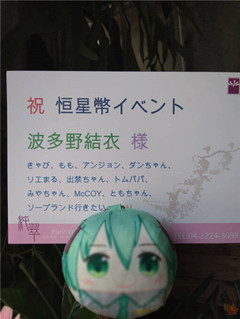 祝 恒星幣イベント
波多野結衣 様
きゃび、もも、アンジョン、ダンちゃん、
リエまる、出禁ちゃん、トムパパ、
みやちゃん、McCOY、ともちゃん、
ソープランド行きたい
純翠